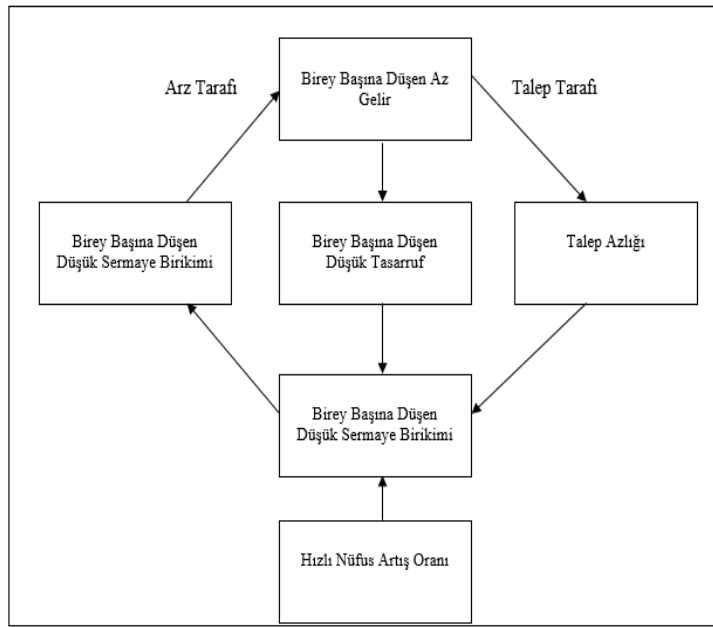 Birey Başına Düşen Az
Gelir
Arz Tarafı
Talep Tarafı
Birey Başına Düşen
Düşük Sermaye Birikimi
Birey Başına Düşen
Düşük Tasarruf
Talep Azlığı
Birey Başına Düşen
Düşük Sermaye Birikimi
Hızlı Nüfus Artış Oranı